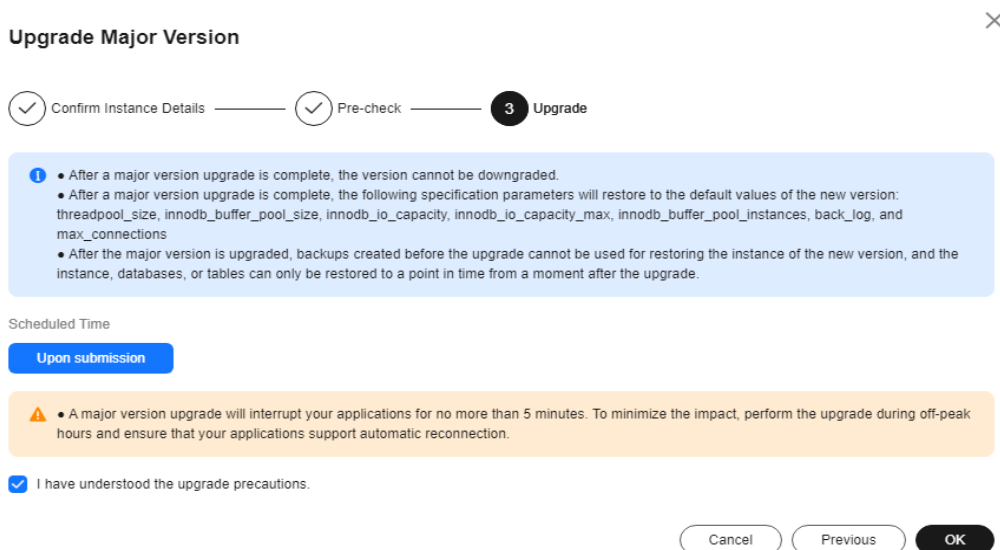 Upgrade Major Version
Confirm Instance Details
Pre-check
3 Upgrade
● After a major version upgrade is complete, the version cannot be downgraded.
● After a major version upgrade is complete, the following specification parameters will restore to the default values of the new version:
threadpool_size, innodb_buffer_pool_size, innodb_io_capacity, innodb_io_capacity_max, innodb_buffer_pool_instances, back_log, and
max_connections
● After the major version is upgraded, backups created before the upgrade cannot be used for restoring the instance of the new version, and the
instance, databases, or tables can only be restored to a point in time from a moment after the upgrade.
Scheduled Time
Upon submission
● A major version upgrade will interrupt your applications for no more than 5 minutes. To minimize the impact, perform the upgrade during off-peak
hours and ensure that your applications support automatic reconnection.
I have understood the upgrade precautions.
Cancel
Previous
OK